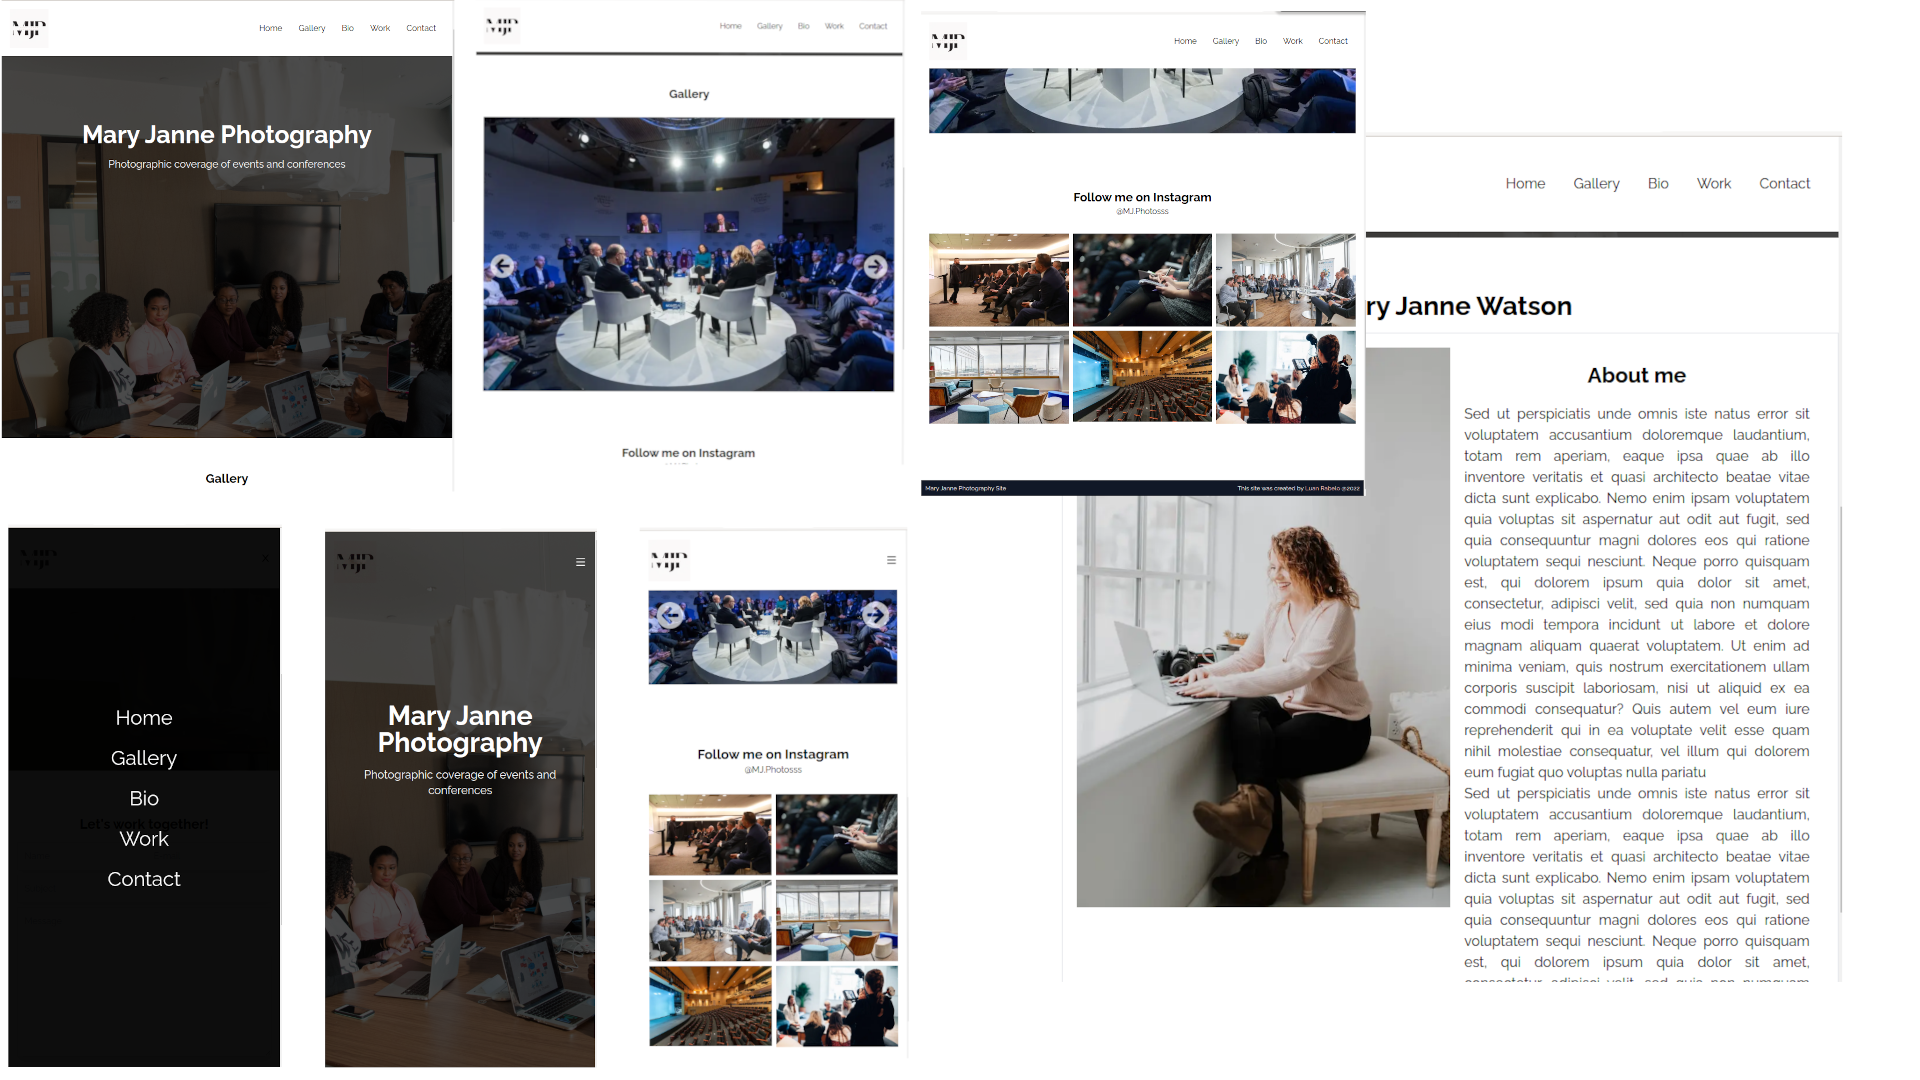 MJP
Home Gallery Bio Work Contact
Mary Janne Photography
Photographic coverage of events and conferences
Gallery
MJP
Home Gallery Bio Work Contact
Gallery
Follow me on Instagram
MJP
Home Gallery Bio Work Contact
Follow me on Instagram
@MJ.Photosss
Mary Janne Photography Site
This site was created by Luan Rabelo @2022
Home Gallery Bio Work Contact
ry Janne Watson
About me
Sed ut perspiciatis unde omnis iste natus error sit
voluptatem accusantium doloremque laudantium,
totam rem aperiam, eaque ipsa quae ab illo
inventore veritatis et quasi architecto beatae vitae
dicta sunt explicabo. Nemo enim ipsam voluptatem
quia voluptas sit aspernatur aut odit aut fugit, sed
quia consequuntur magni dolores eos qui ratione
voluptatem sequi nesciunt. Neque porro quisquam
est, qui dolorem ipsum quia dolor sit amet,
consectetur, adipisci velit, sed quia non numquam
eius modi tempora incidunt ut labore et dolore
magnam aliquam quaerat voluptatem. Ut enim ad
minima veniam, quis nostrum exercitationem ullam
corporis suscipit laboriosam, nisi ut aliquid ex ea
commodi consequatur? Quis autem vel eum iure
reprehenderit qui in ea voluptate velit esse quam
nihil molestiae consequatur, vel illum qui dolorem
eum fugiat quo voluptas nulla pariatu
Sed ut perspiciatis unde omnis iste natus error sit
voluptatem accusantium doloremque laudantium,
totam rem aperiam, eaque ipsa quae ab illo
inventore veritatis et quasi architecto beatae vitae
dicta sunt explicabo. Nemo enim ipsam voluptatem
quia voluptas sit aspernatur aut odit aut fugit, sed
quia consequuntur magni dolores eos qui ratione
voluptatem sequi nesciunt. Neque porro quisquam
est, qui dolorem ipsum quia dolor sit amet,
consectetur, adipisci velit, sed quia non numquam
MJP
Home
Gallery
Bio
Let's work together!
Work
Contact
MJP
Mary Janne
Photography
Photographic coverage of events and
conferences
MJP
Follow me on Instagram
@MJ.Photosss